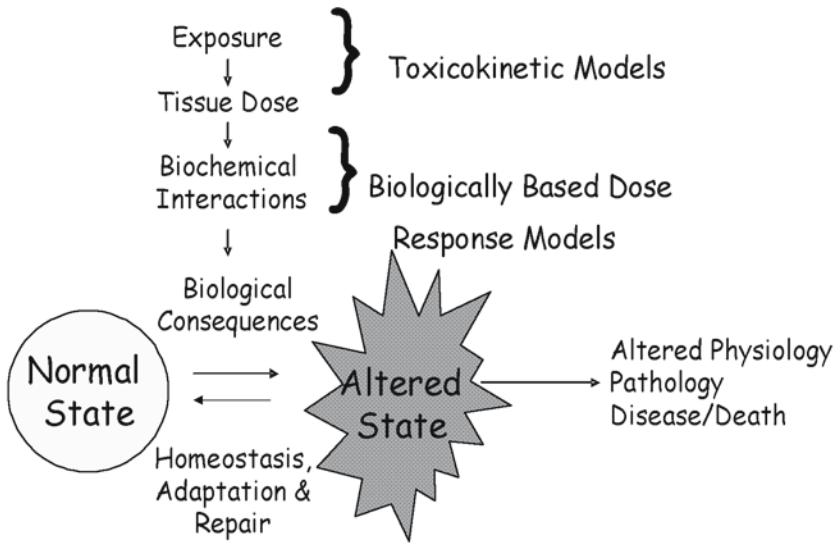 Exposure
Toxicokinetic Models
Tissue Dose
Biochemical
Interactions
Biologically Based Dose
Response Models
Biological
Consequences
Normal
State
Altered
State
Altered Physiology
Pathology
Disease/Death
Homeostasis,
Adaptation &
Repair